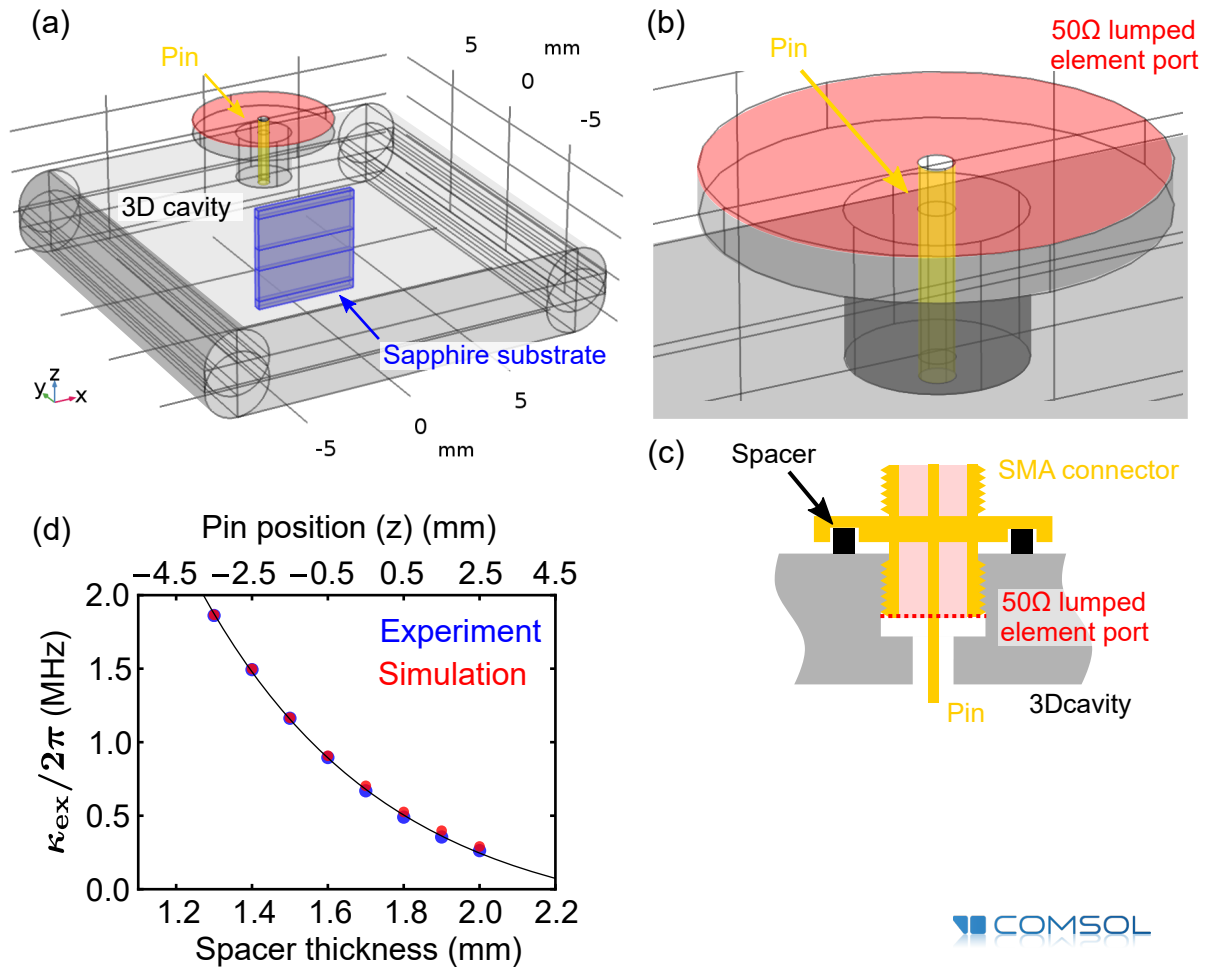 (a)
Pin
5
mm
0
-5
3D cavity
Sapphire substrate
z
y
x
5
0
mm
-5
(b)
50Ω lumped
element port
Pin
(c)
Spacer
SMA connector
50Ω lumped
element port
3Dcavity
Pin
(d)
Pin position (z) (mm)
−4.5 −2.5 −0.5 0.5 2.5 4.5
2.0
1.5
1.0
0.5
0.0
κex/2π (MHz)
Experiment
Simulation
1.2 1.4 1.6 1.8 2.0 2.2
Spacer thickness (mm)
COMSOL